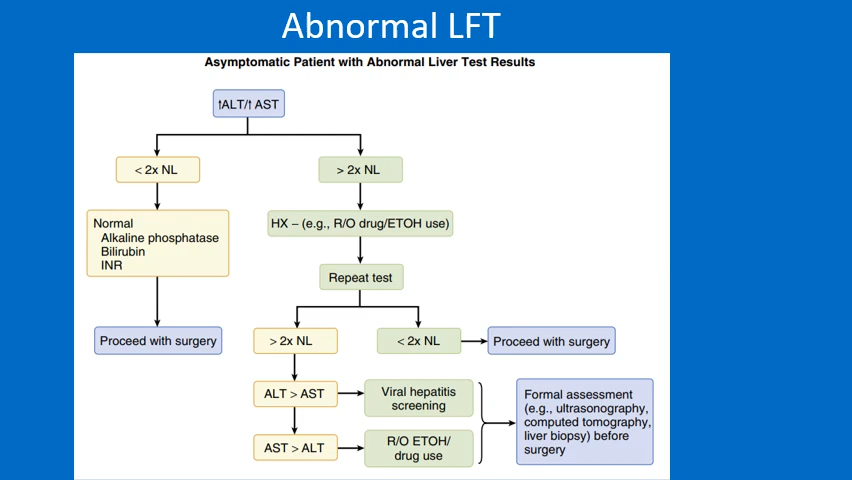 Abnormal LFT
Asymptomatic Patient with Abnormal Liver Test Results
↑ALT/↑ AST
< 2x NL
> 2x NL
Normal
Alkaline phosphatase
Bilirubin
INR
HX – (e.g., R/O drug/ETOH use)
Repeat test
Proceed with surgery
> 2x NL
< 2x NL
Proceed with surgery
ALT > AST
Viral hepatitis
screening
AST > ALT
R/O ETOH/
drug use
Formal assessment
(e.g., ultrasonography,
computed tomography,
liver biopsy) before
surgery